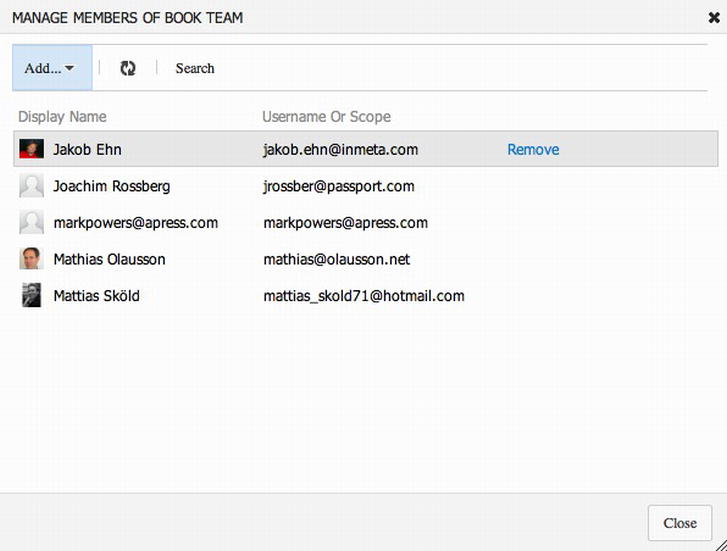 MANAGE MEMBERS OF BOOK TEAM
Add... Search
Display Name Username Or Scope
Jakob Ehn jakob.ehn@inmeta.com Remove
Joachim Rossberg jrossber@passport.com
markpowers@apress.com markpowers@apress.com
Mathias Olausson mathias@olausson.net
Mattias Sköld mattias_skold71@hotmail.com
Close